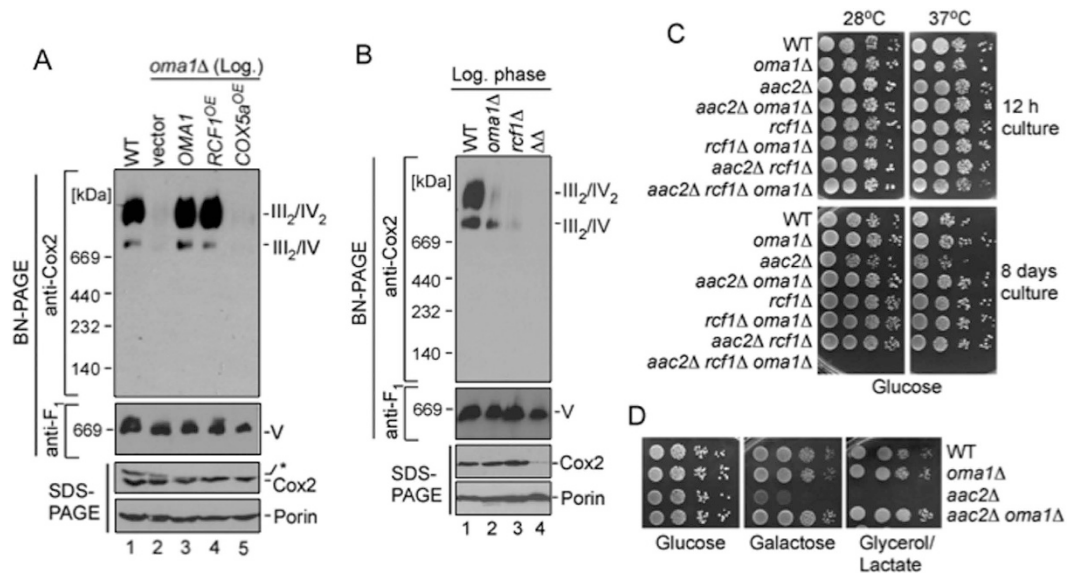 A
oma1Δ (Log.)
WT
vector
OMA1
RCF1OE
COX5aOE
BN-PAGE
anti-Cox2
[kDa]
669
440
232
140
III2/IV2
III2/IV
anti-F1
669
V
SDS-PAGE
*
Cox2
Porin
1 2 3 4 5
B
Log. phase
WT
oma1Δ
rcf1Δ
ΔΔ
BN-PAGE
anti-Cox2
[kDa]
669
440
232
140
III2/IV2
III2/IV
anti-F1
669
V
SDS-PAGE
Cox2
Porin
1 2 3 4
C
28°C 37°C
WT
oma1Δ
aac2Δ
aac2Δ oma1Δ
rcf1Δ
rcf1Δ oma1Δ
aac2Δ rcf1Δ
aac2Δ rcf1Δ oma1Δ
12 h
culture
WT
oma1Δ
aac2Δ
aac2Δ oma1Δ
rcf1Δ
rcf1Δ oma1Δ
aac2Δ rcf1Δ
aac2Δ rcf1Δ oma1Δ
8 days
culture
Glucose
D
WT
oma1Δ
aac2Δ
aac2Δ oma1Δ
Glucose Galactose Glycerol/
Lactate